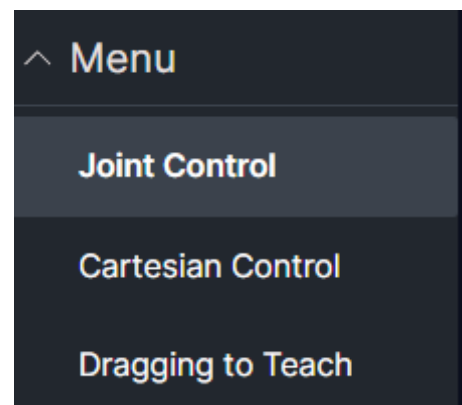 Menu
Joint Control
Cartesian Control
Dragging to Teach